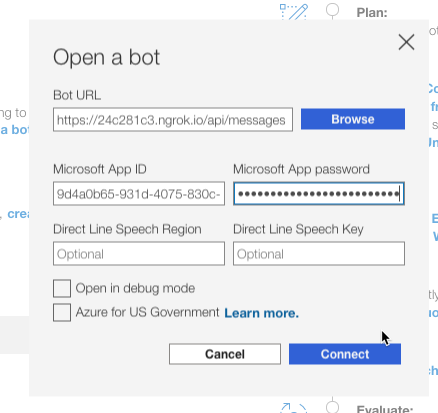 Plan:
Open a bot
Bot URL
https://24c281c3.ngrok.io/api/messages
Browse
Microsoft App ID
Microsoft App password
9d4a0b65-931d-4075-830c-
••••••••••••••••••••••••••
Direct Line Speech Region
Direct Line Speech Key
Optional
Optional
Open in debug mode
Azure for US Government Learn more.
Cancel
Connect
ng to
a bot
, crea
Evaluate: